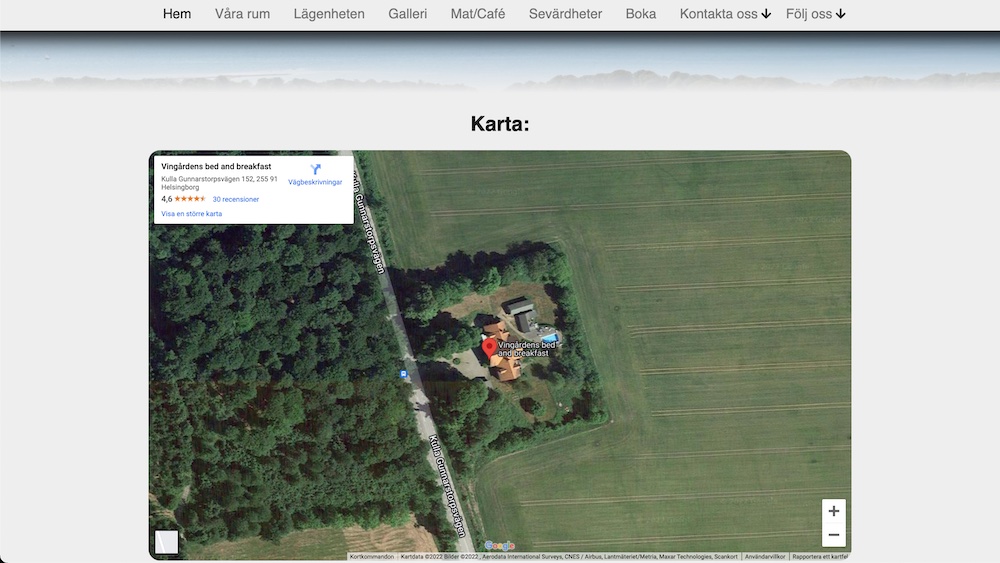 Hem Våra rum Lägenheten Galleri Mat/Café Sevärdheter Boka Kontakta oss Följ oss
Karta:
Vingårdens bed and breakfast
Kulla Gunnarstorpsvägen 152, 255 91
Helsingborg
Vägbeskrivningar
4,6 30 recensioner
Visa en större karta
Kulla Gunnarstorpsvägen
Vingårdens bed
and breakfast
Kulla Gunnarstorpsvägen
+
−
Google
Kortkommandon Kartdata ©2022 Bilder ©2022 , Aerodata International Surveys, CNES / Airbus, Lantmäteriet/Metria, Maxar Technologies, Scankort Användarvillkor Rapportera ett kartfel